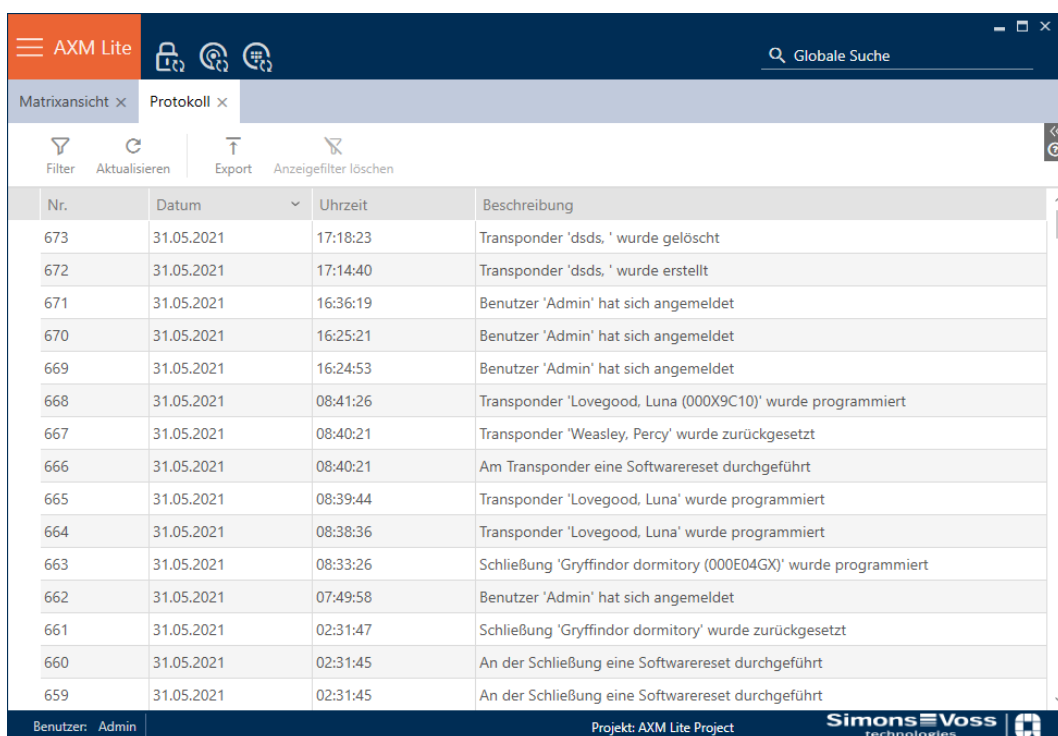 AXM Lite
Globale Suche
Matrixansicht Protokoll
Filter Aktualisieren Export Anzeigefilter löschen
Nr. Datum Uhrzeit Beschreibung
673 31.05.2021 17:18:23 Transponder 'dsds, ' wurde gelöscht
672 31.05.2021 17:14:40 Transponder 'dsds, ' wurde erstellt
671 31.05.2021 16:36:19 Benutzer 'Admin' hat sich angemeldet
670 31.05.2021 16:25:21 Benutzer 'Admin' hat sich angemeldet
669 31.05.2021 16:24:53 Benutzer 'Admin' hat sich angemeldet
668 31.05.2021 08:41:26 Transponder 'Lovegood, Luna (000X9C10)' wurde programmiert
667 31.05.2021 08:40:21 Transponder 'Weasley, Percy' wurde zurückgesetzt
666 31.05.2021 08:40:21 Am Transponder eine Softwarereset durchgeführt
665 31.05.2021 08:39:44 Transponder 'Lovegood, Luna' wurde programmiert
664 31.05.2021 08:38:36 Transponder 'Lovegood, Luna' wurde programmiert
663 31.05.2021 08:33:26 Schließung 'Gryffindor dormitory (000E04GX)' wurde programmiert
662 31.05.2021 07:49:58 Benutzer 'Admin' hat sich angemeldet
661 31.05.2021 02:31:47 Schließung 'Gryffindor dormitory' wurde zurückgesetzt
660 31.05.2021 02:31:45 An der Schließung eine Softwarereset durchgeführt
659 31.05.2021 02:31:45 An der Schließung eine Softwarereset durchgeführt
Benutzer: Admin Projekt: AXM Lite Project Simons Voss
technologies